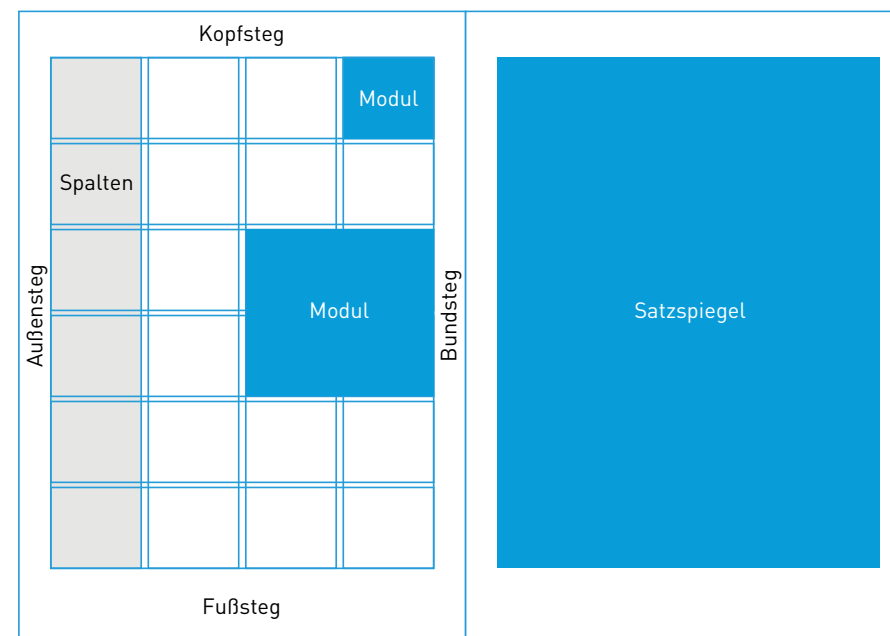 Kopfsteg
Modul
Spalten
Außensteg
Modul
Bundsteg
Satzspiegel
Fußsteg